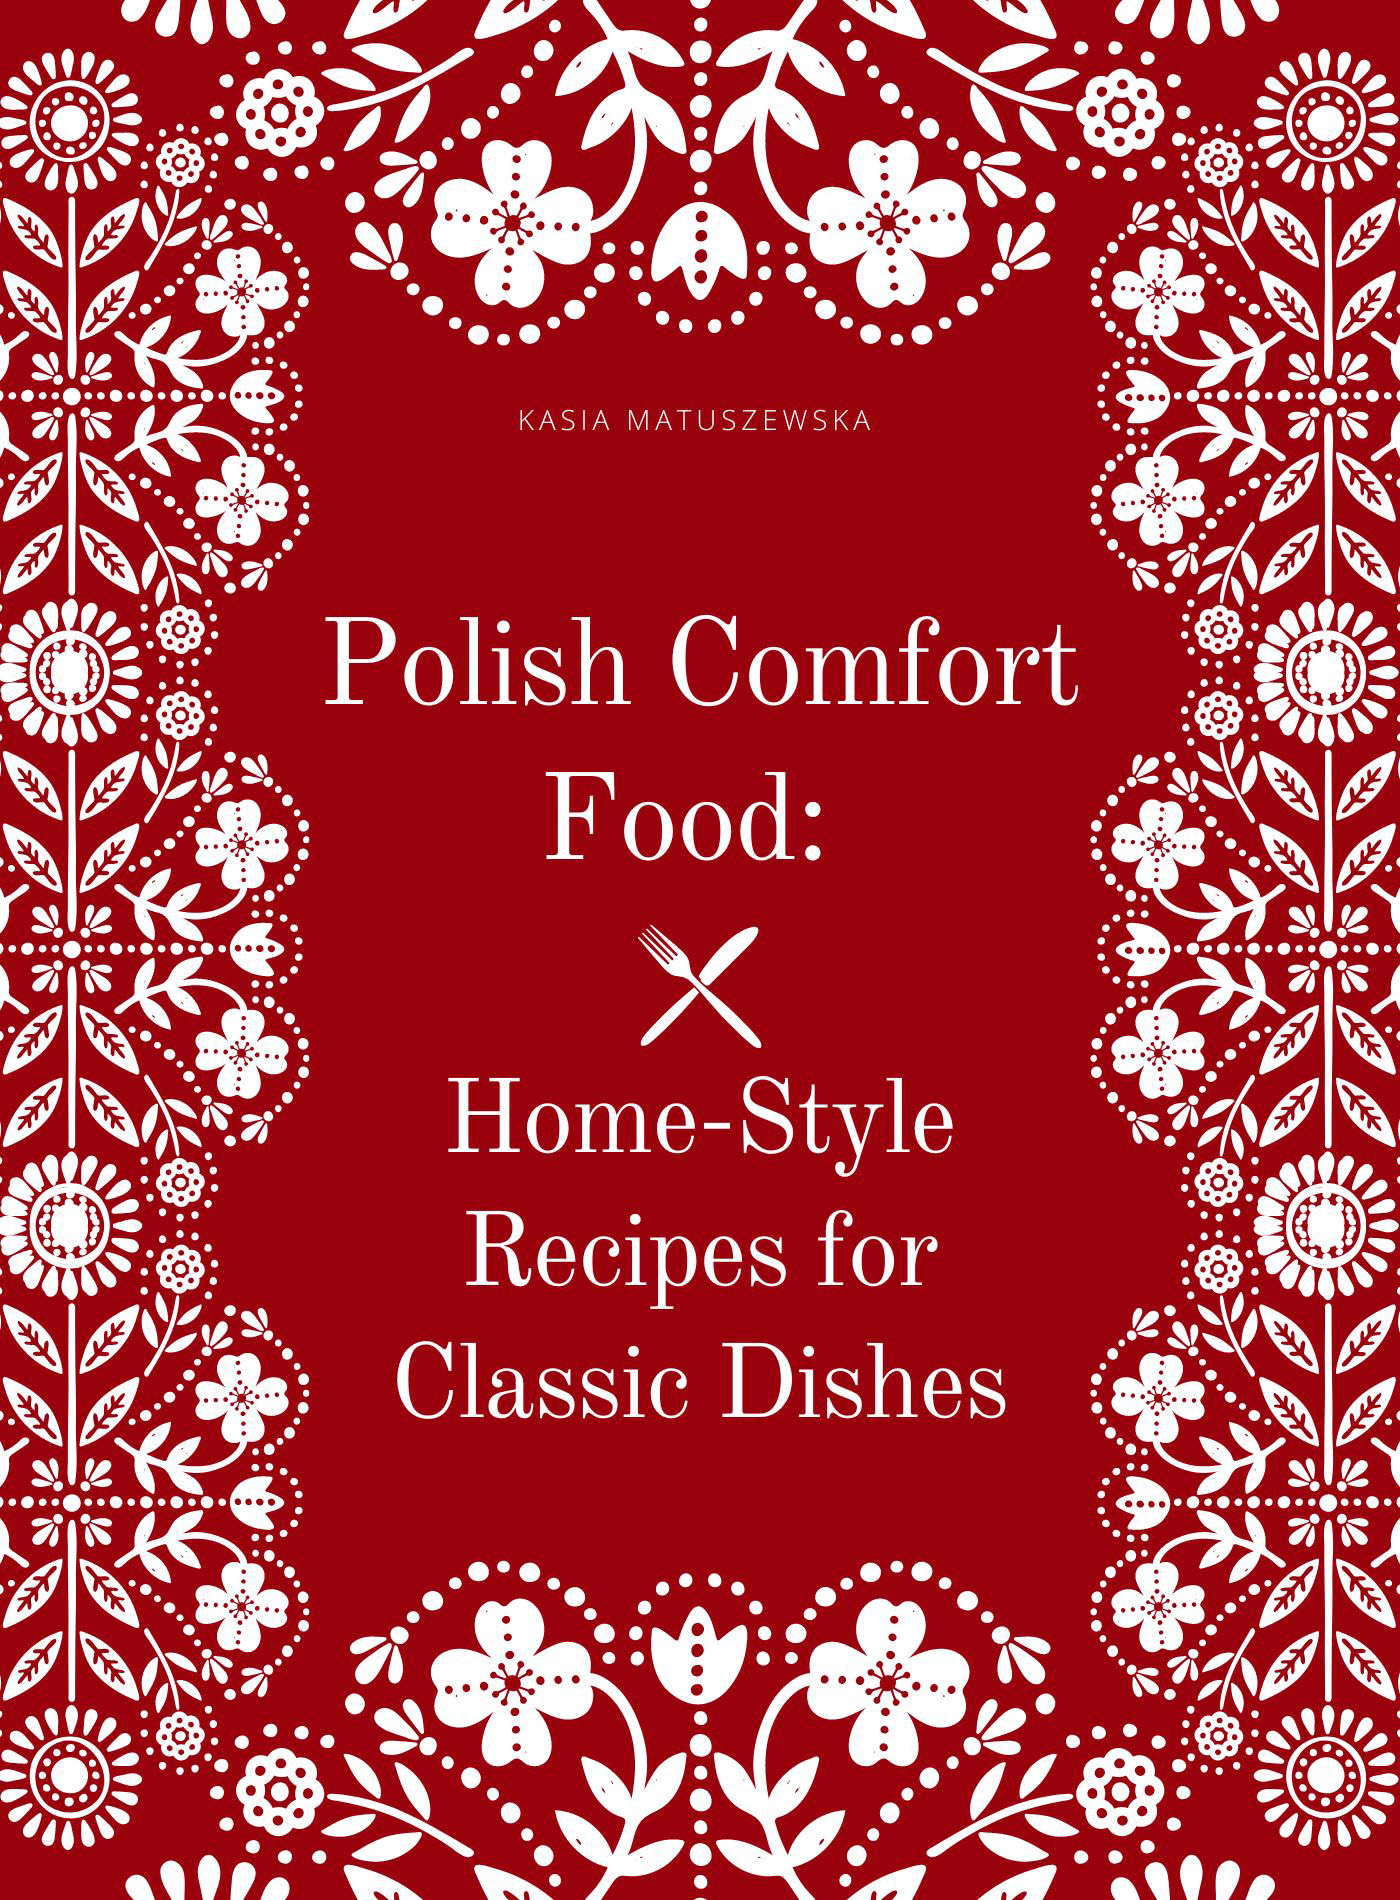 KASIA MATUSZEWSKA
Polish Comfort
Food:
Home-Style
Recipes for
Classic Dishes